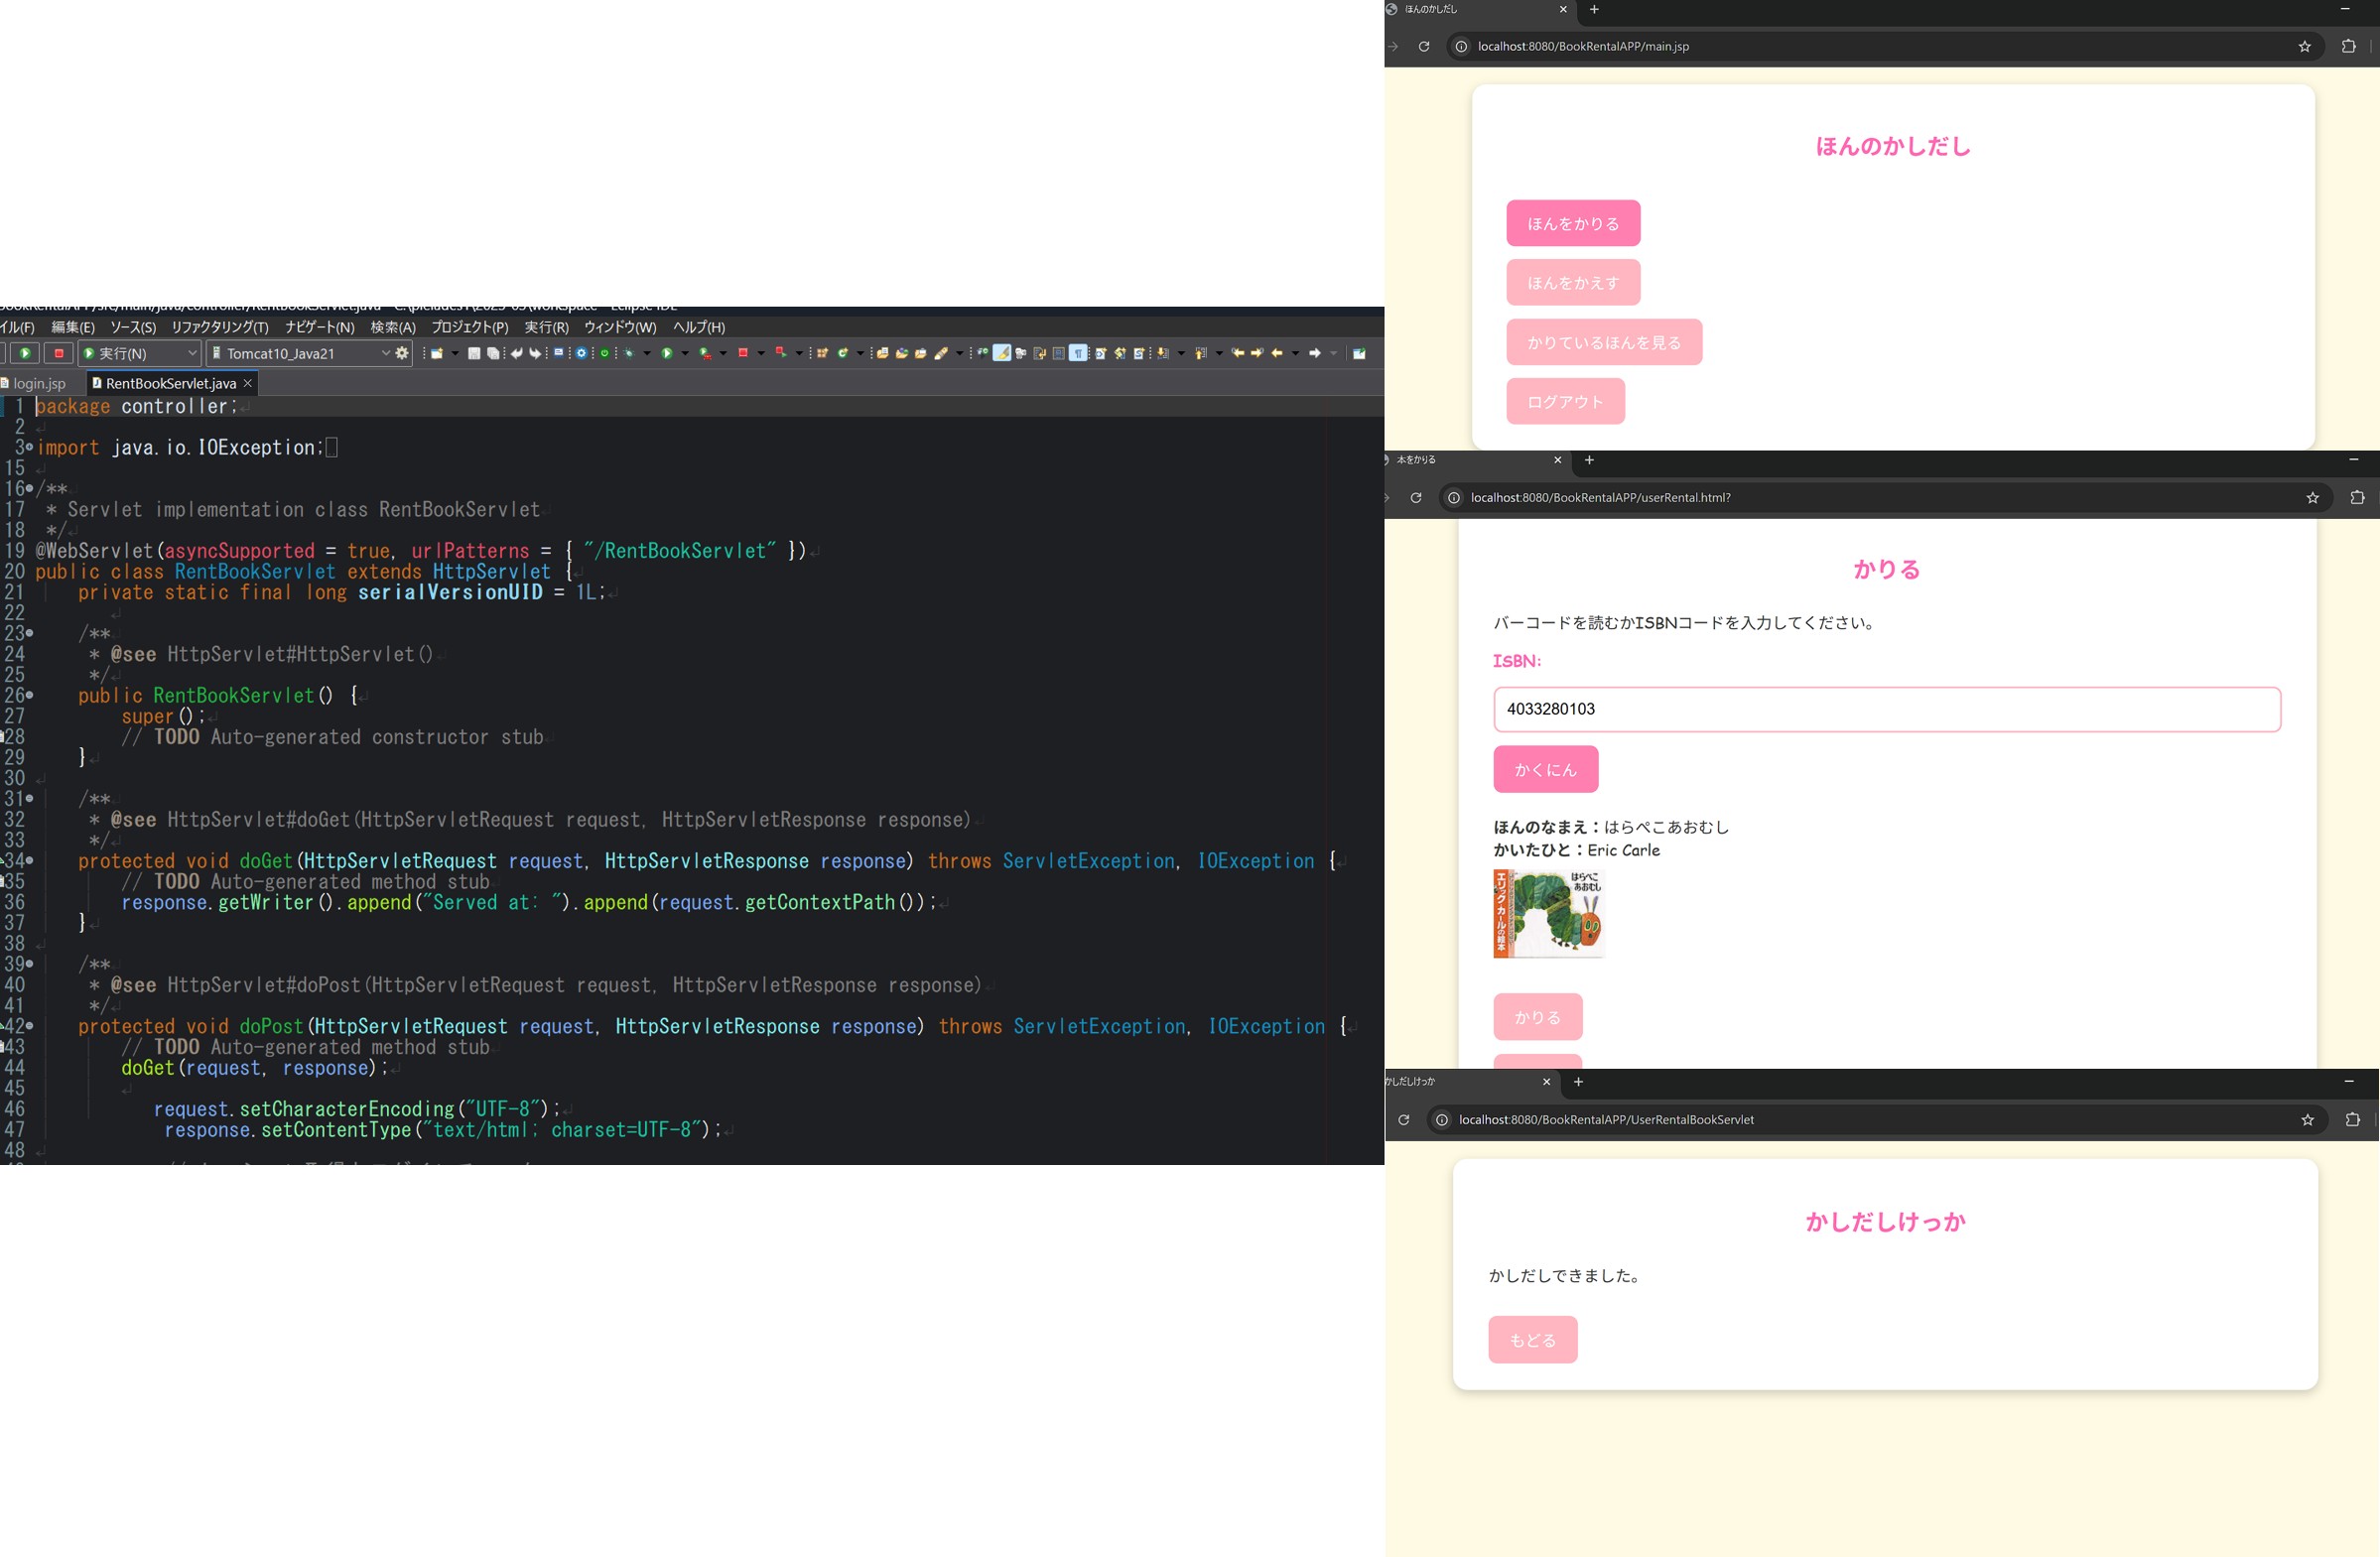 BookRentalAPP/src/main/java/controller/RentBookServlet.java - C:\pleiades\2023-03\workspace - Eclipse IDE
イル(F) 編集(E) ソース(S) リファクタリング(T) ナビゲート(N) 検索(A) プロジェクト(P) 実行(R) ウィンドウ(W) ヘルプ(H)
実行(N) Tomcat10_Java21
login.jsp RentBookServlet.java
1 package controller;
2
3 import java.io.IOException;
15
16 /**
17 * Servlet implementation class RentBookServlet
18 */
19 @WebServlet(asyncSupported = true, urlPatterns = { "/RentBookServlet" })
20 public class RentBookServlet extends HttpServlet {
21 private static final long serialVersionUID = 1L;
22
23 /**
24 * @see HttpServlet#HttpServlet()
25 */
26 public RentBookServlet() {
27 super();
28 // TODO Auto-generated constructor stub
29 }
30
31 /**
32 * @see HttpServlet#doGet(HttpServletRequest request, HttpServletResponse response)
33 */
34 protected void doGet(HttpServletRequest request, HttpServletResponse response) throws ServletException, IOException {
35 // TODO Auto-generated method stub
36 response.getWriter().append("Served at: ").append(request.getContextPath());
37 }
38
39 /**
40 * @see HttpServlet#doPost(HttpServletRequest request, HttpServletResponse response)
41 */
42 protected void doPost(HttpServletRequest request, HttpServletResponse response) throws ServletException, IOException {
43 // TODO Auto-generated method stub
44 doGet(request, response);
45
46 request.setCharacterEncoding("UTF-8");
47 response.setContentType("text/html; charset=UTF-8");
48
ほんのかしだし
localhost:8080/BookRentalAPP/main.jsp
ほんのかしだし
ほんをかりる
ほんをかえす
かりているほんを見る
ログアウト
本をかりる
localhost:8080/BookRentalAPP/userRental.html?
かりる
バーコードを読むかISBNコードを入力してください。
ISBN:
4033280103
かくにん
ほんのなまえ：はらぺこあおむし
かいたひと：Eric Carle
はらぺこ
あおむし
エリック・カールの絵本
かりる
かしだしけっか
localhost:8080/BookRentalAPP/UserRentalBookServlet
かしだしけっか
かしだしできました。
もどる